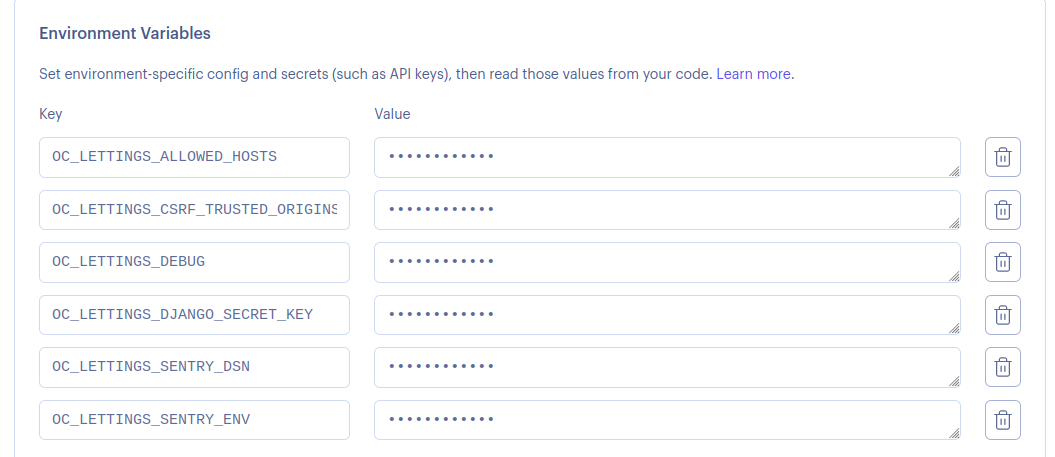 Environment Variables
Set environment-specific config and secrets (such as API keys), then read those values from your code. Learn more.
Key Value
OC_LETTINGS_ALLOWED_HOSTS ••••••••••••
OC_LETTINGS_CSRF_TRUSTED_ORIGINS ••••••••••••
OC_LETTINGS_DEBUG ••••••••••••
OC_LETTINGS_DJANGO_SECRET_KEY ••••••••••••
OC_LETTINGS_SENTRY_DSN ••••••••••••
OC_LETTINGS_SENTRY_ENV ••••••••••••